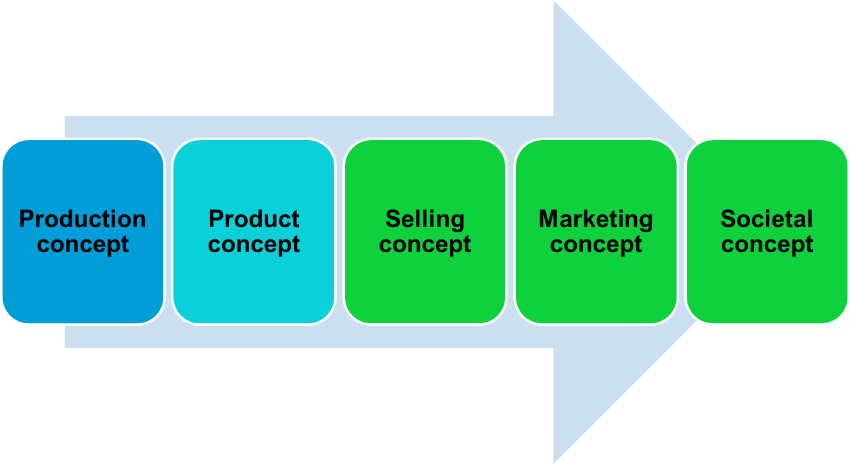 Production
concept
Product
concept
Selling
concept
Marketing
concept
Societal
concept